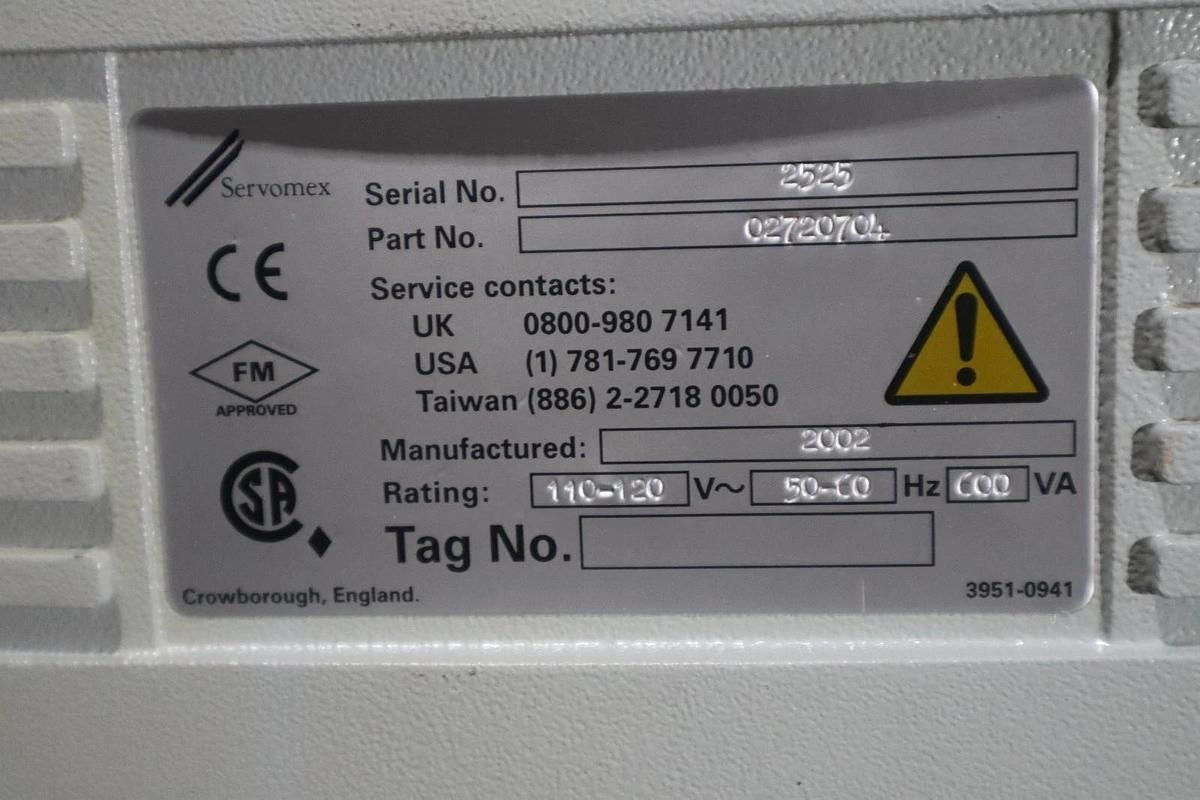 Servomex
Serial No. 2525
Part No. 02720704
CE
Service contacts:
UK 0800-980 7141
USA (1) 781-769 7710
Taiwan (886) 2-2718 0050
FM
APPROVED
!
Manufactured: 2002
Rating: 110-120 V~ 50-60 Hz 600 VA
SA
Tag No.
Crowborough, England.
3951-0941